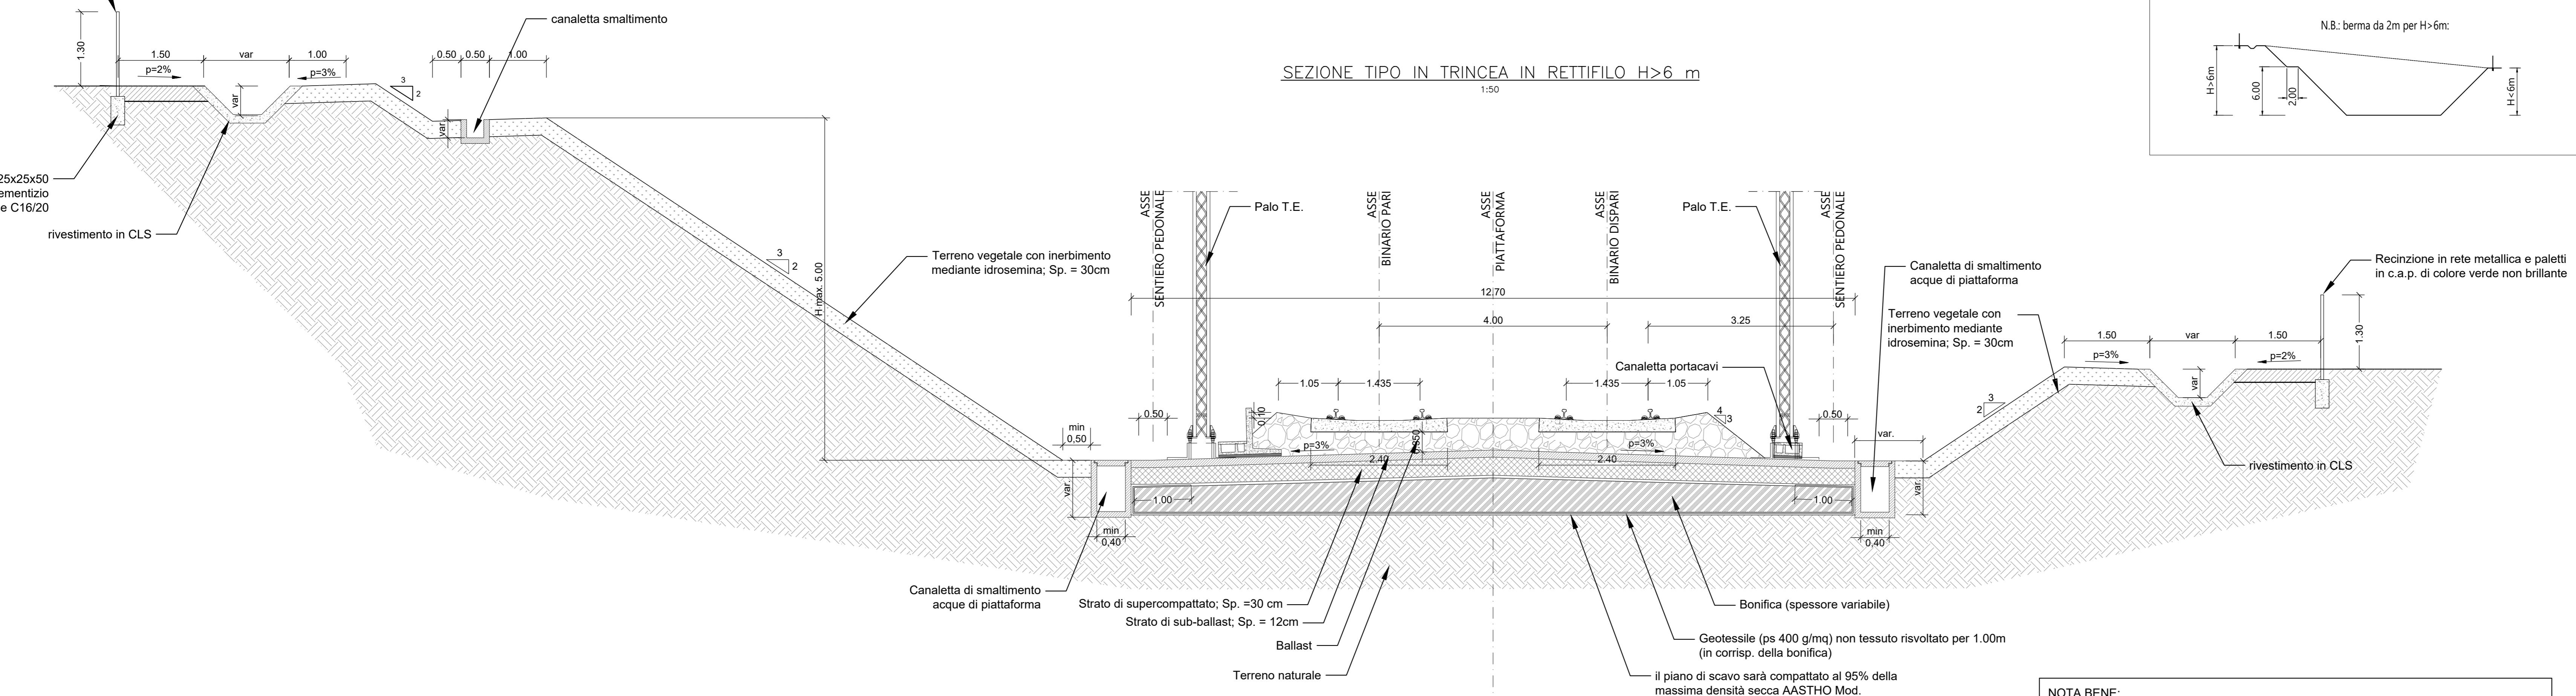 SEZIONE TIPO IN TRINCEA IN RETTIFILO H>6 m
1:50
N.B.: berma da 2m per H>6m:
H>6m
6.00
2.00
H<6m
1.30
1.50
var
1.00
p=2%
p=3%
var
3
2
0.50
0.50
1.00
canaletta smaltimento
var
25x25x50
ementizio
e C16/20
rivestimento in CLS
3
2
H max. 5.00
Terreno vegetale con inerbimento
mediante idrosemina; Sp. = 30cm
ASSE
SENTIERO PEDONALE
Palo T.E.
ASSE
BINARIO PARI
ASSE
PIATTAFORMA
ASSE
BINARIO DISPARI
Palo T.E.
ASSE
SENTIERO PEDONALE
12.70
4.00
3.25
Canaletta portacavi
1.05
1.435
1.435
1.05
0.50
0.10
4
3
0.50
min
0,50
p=3%
0.350
p=3%
2.40
2.40
var.
1.00
1.00
min
0,40
min
0,40
var.
var.
Canaletta di smaltimento
acque di piattaforma
Terreno vegetale con
inerbimento mediante
idrosemina; Sp. = 30cm
3
2
1.50
var
1.50
p=3%
p=2%
var
1.30
Recinzione in rete metallica e paletti
in c.a.p. di colore verde non brillante
rivestimento in CLS
Canaletta di smaltimento
acque di piattaforma
Strato di supercompattato; Sp. =30 cm
Strato di sub-ballast; Sp. = 12cm
Ballast
Terreno naturale
Bonifica (spessore variabile)
Geotessile (ps 400 g/mq) non tessuto risvoltato per 1.00m
(in corrisp. della bonifica)
il piano di scavo sarà compattato al 95% della
massima densità secca AASTHO Mod.
NOTA BENE: